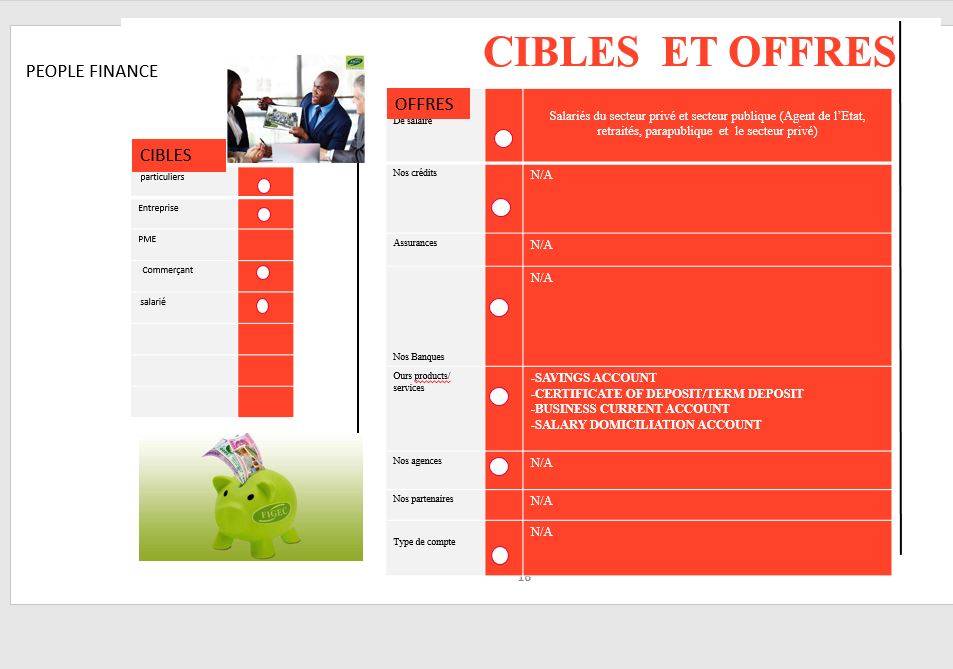 CIBLES ET OFFRES
PEOPLE FINANCE
CIBLES
particuliers
Entreprise
PME
Commerçant
salarié
FIGEC
OFFRES
De salaire
Salariés du secteur privé et secteur publique (Agent de l'Etat,
retraités, parapublique et le secteur privé)
Nos crédits
N/A
Assurances
N/A
N/A
Nos Banques
Ours products/
services
-SAVINGS ACCOUNT
-CERTIFICATE OF DEPOSIT/TERM DEPOSIT
-BUSINESS CURRENT ACCOUNT
-SALARY DOMICILIATION ACCOUNT
Nos agences
N/A
Nos partenaires
N/A
Type de compte
N/A